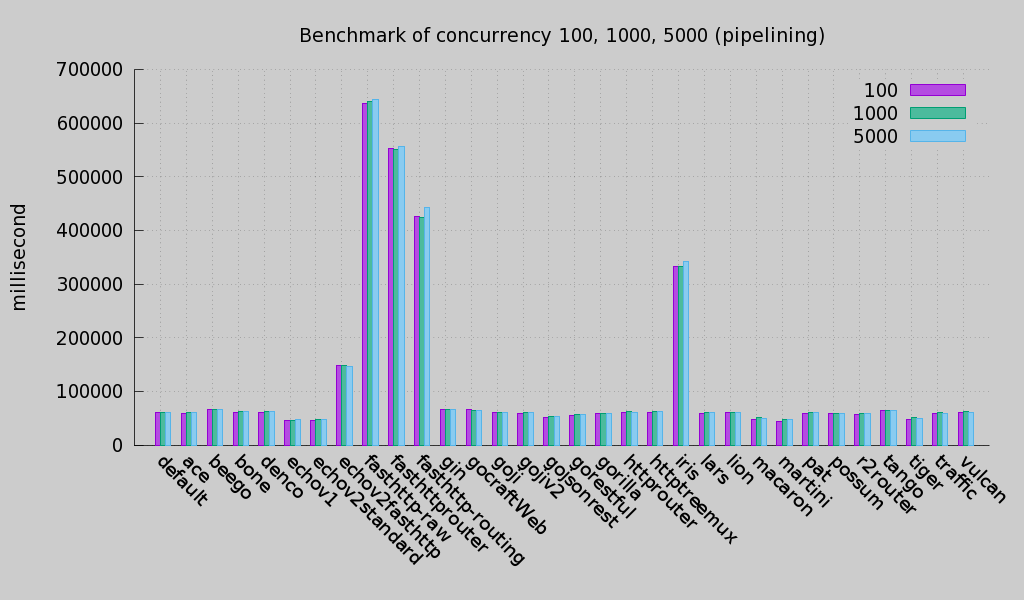 Benchmark of concurrency 100, 1000, 5000 (pipelining)
700000
600000
500000
400000
300000
200000
100000
0
millisecond
100
1000
5000
default
ace
beego
bone
denco
echov1
echov2standard
echov2fasthttp
fasthttp-raw
fasthttprouter
fasthttp-routing
gin
gocraftWeb
goji
gojiv2
gojsonrest
gorestful
gorilla
httprouter
httptreemux
iris
lars
lion
macaron
martini
pat
possum
r2router
tango
tiger
traffic
vulcan